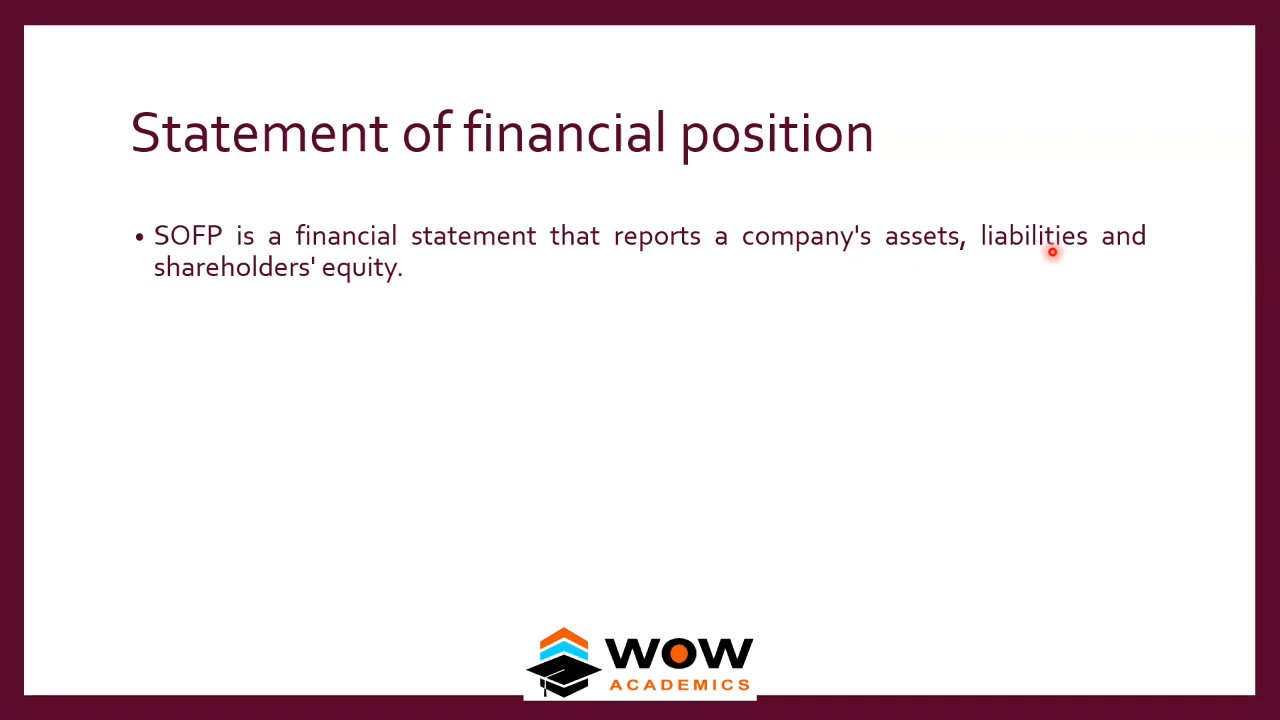 Statement of financial position
• SOFP is a financial statement that reports a company's assets, liabilities and
shareholders' equity.
WOW
ACADEMICS